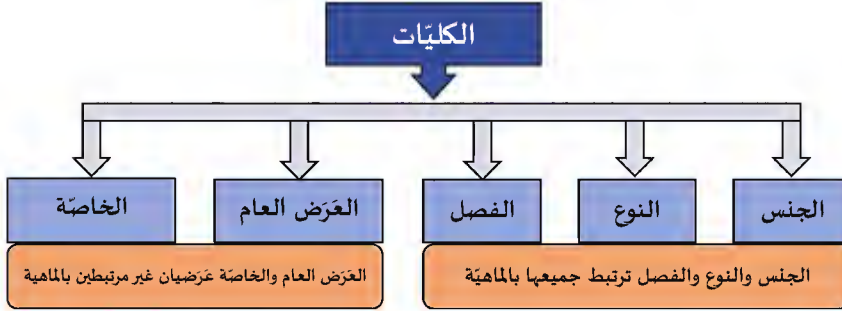 الكليّات
الجنس
النوع
الفصل
العَرَض العام
الخاصّة
الجنس والنوع والفصل ترتبط جميعها بالماهيّة
العَرَض العام والخاصّة عَرَضيان غير مرتبطين بالماهية